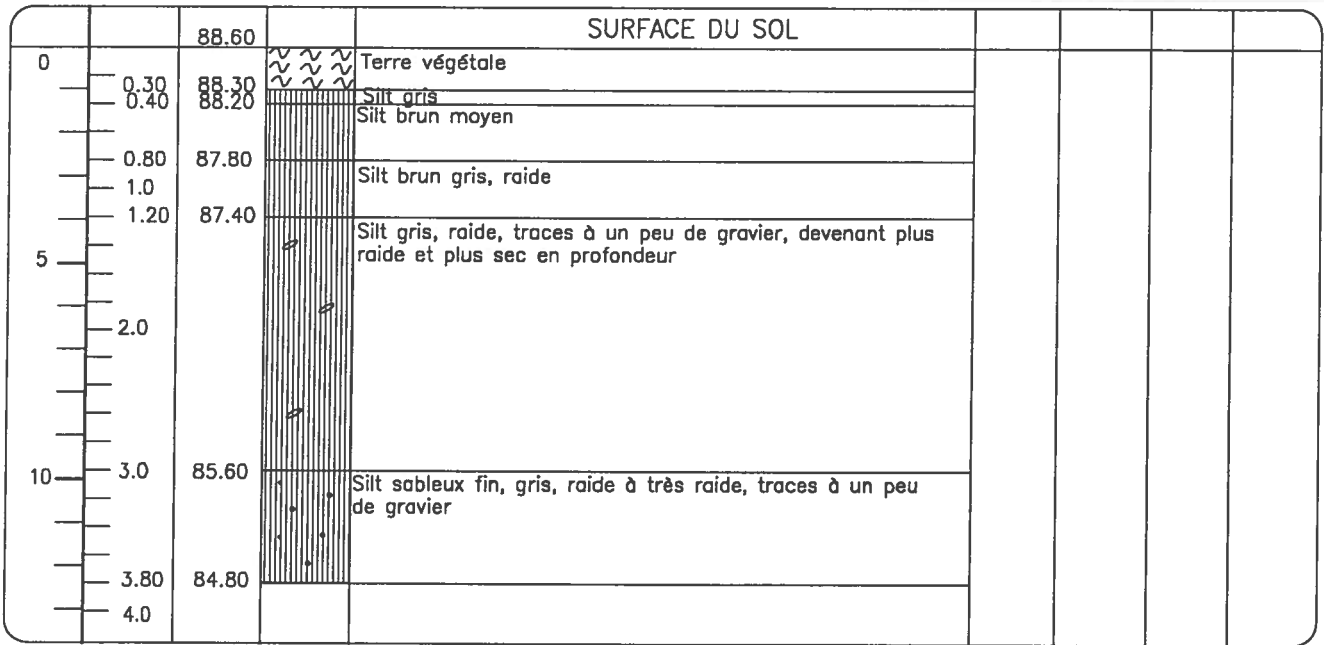 88.60 SURFACE DU SOL
0 Terre végétale
0.30 88.30
0.40 88.20 Silt gris
Silt brun moyen
0.80 87.80
Silt brun gris, raide
1.0
1.20 87.40
Silt gris, raide, traces à un peu de gravier, devenant plus
5 raide et plus sec en profondeur
2.0
10 3.0 85.60
Silt sableux fin, gris, raide à très raide, traces à un peu
de gravier
3.80 84.80
4.0